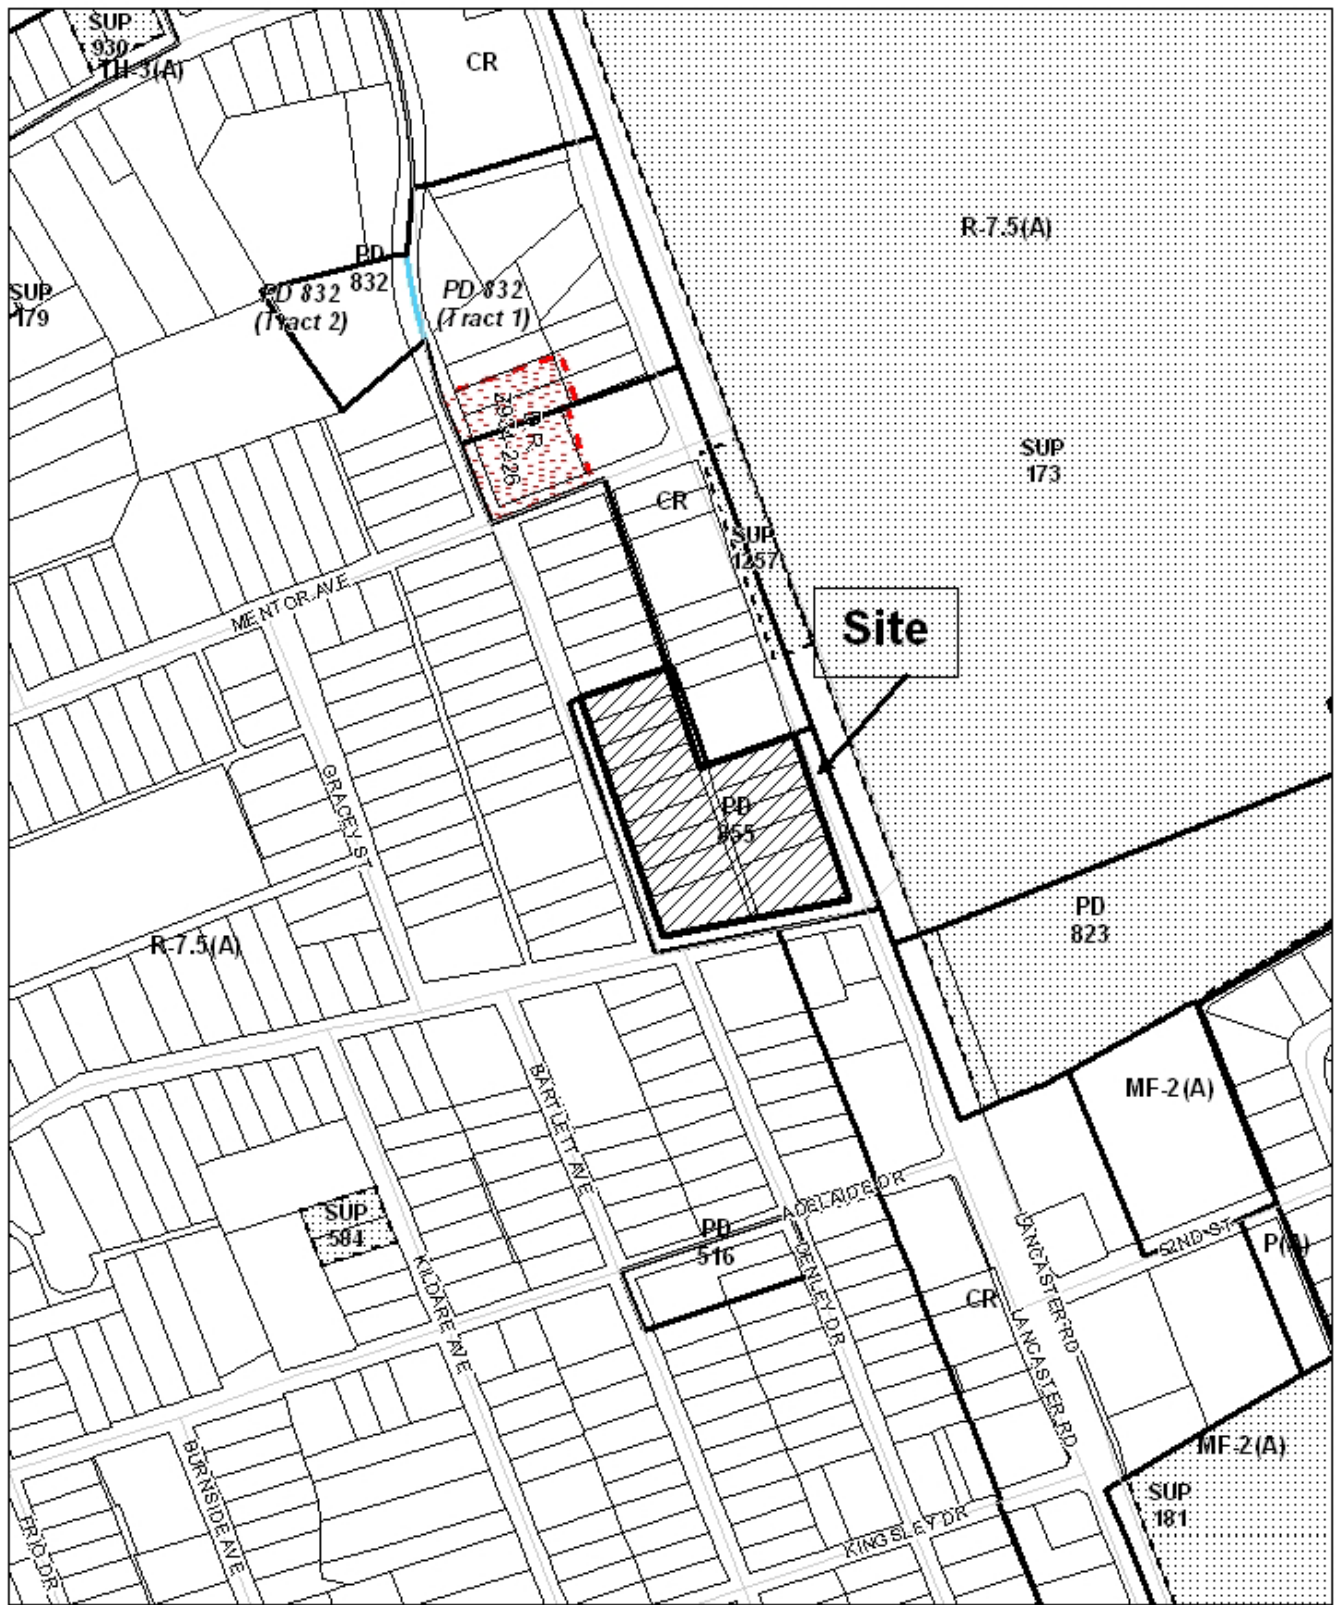 SUP
930
TH-3(A)
CR
R-7.5(A)
PD
832
SUP
179
PD 832
(Tract 2)
PD 832
(Tract 1)
SUP
173
CR
SUP
1257
Site
MENTOR AVE
GRACEY ST
PD
855
PD
823
R-7.5(A)
MF-2(A)
BARTLETT AVE
ADELAIDE DR
SUP
584
PD
516
DENLEY DR
LANCASTER RD
52ND ST
P(A)
KILDARE AVE
CR
LANCASTER RD
MF-2(A)
BURNSIDE AVE
SUP
181
FRIO DR
KINGSLEY DR